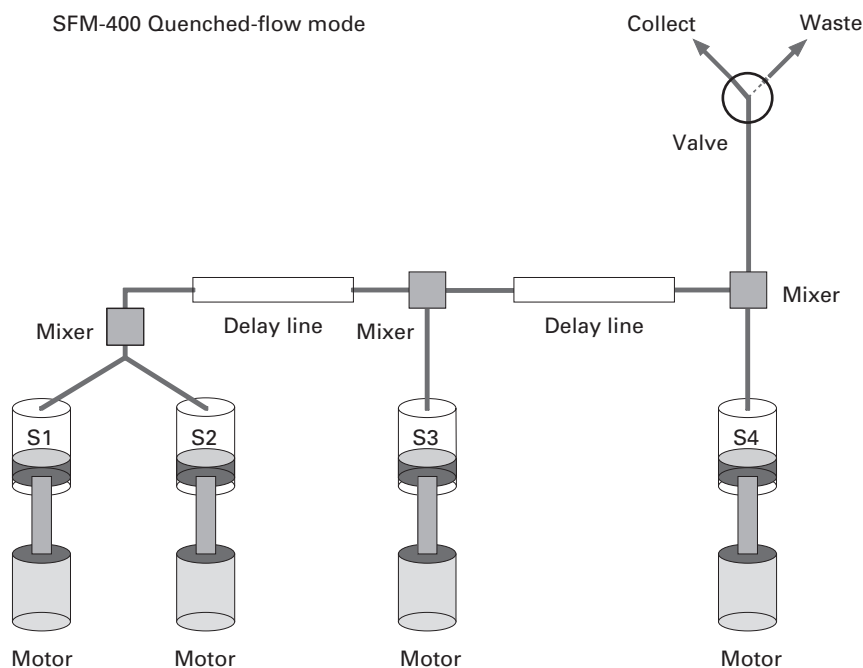 SFM-400 Quenched-flow mode
Collect
Waste
Valve
Mixer
Delay line
Mixer
Delay line
Mixer
S1
S2
S3
S4
Motor
Motor
Motor
Motor